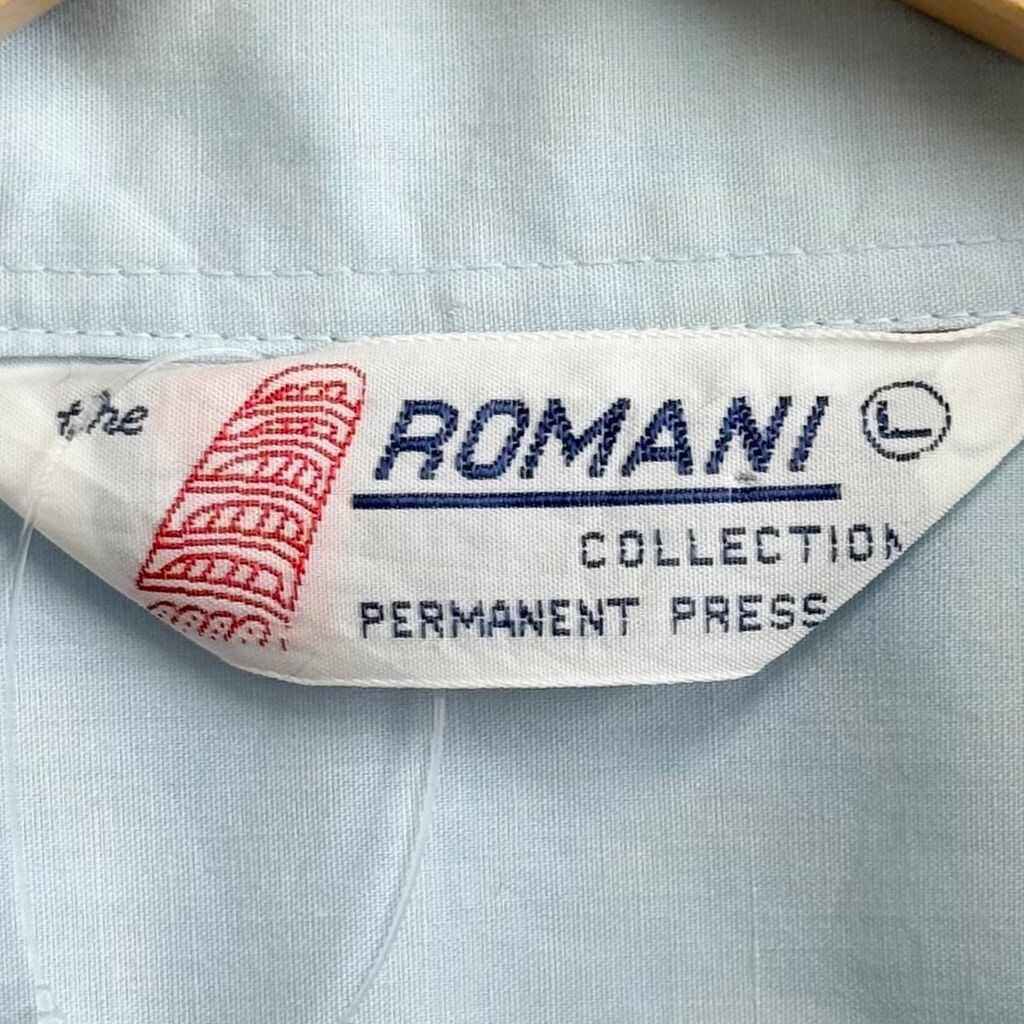 the ROMANI L
COLLECTION
PERMANENT PRESS